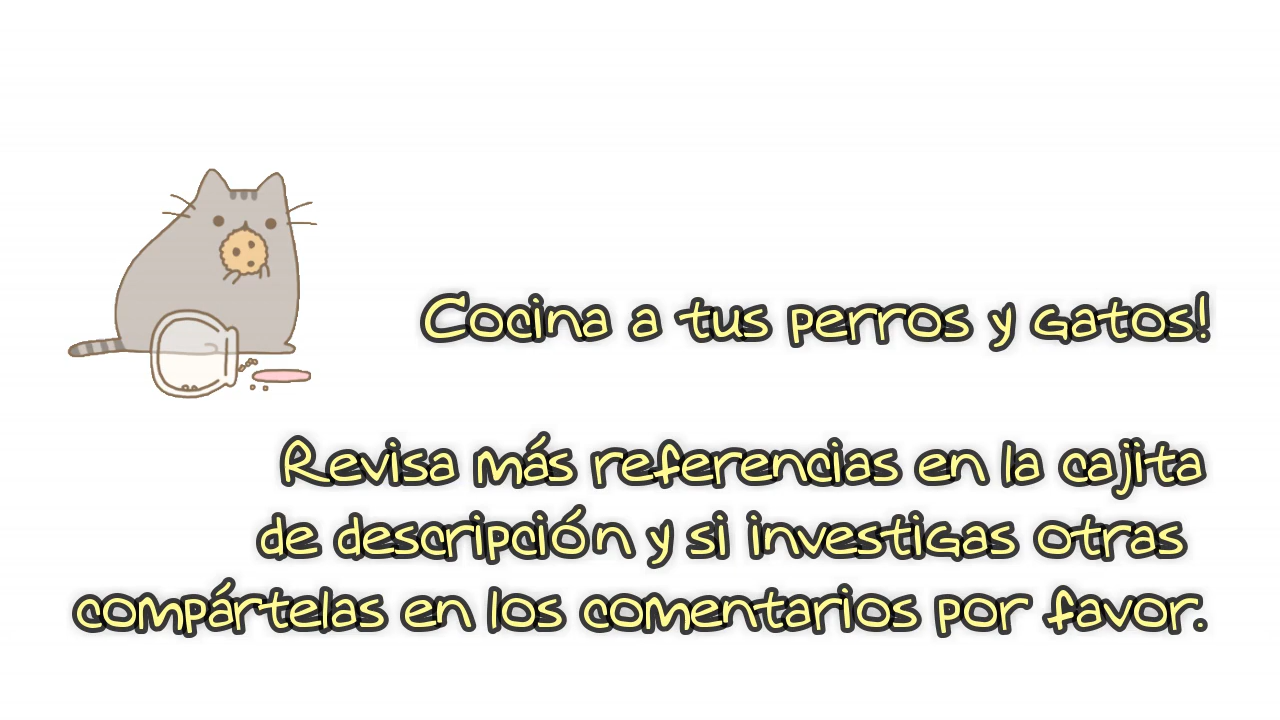 Cocina a tus perros y gatos!
Revisa más referencias en la cajita
de descripción y si investigas otras
compártelas en los comentarios por favor.